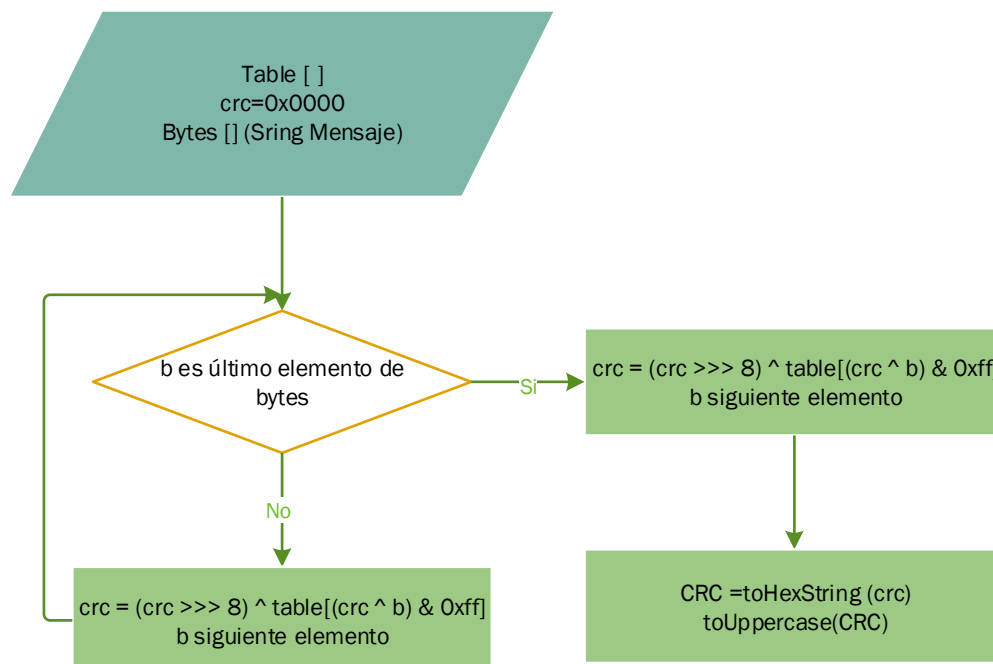 Table [ ]
crc=0x0000
Bytes [] (Sring Mensaje)
b es último elemento de
bytes
Si
crc = (crc >>> 8) ^ table[(crc ^ b) & 0xff
b siguiente elemento
No
crc = (crc >>> 8) ^ table[(crc ^ b) & 0xff]
b siguiente elemento
CRC =toHexString (crc)
toUppercase(CRC)